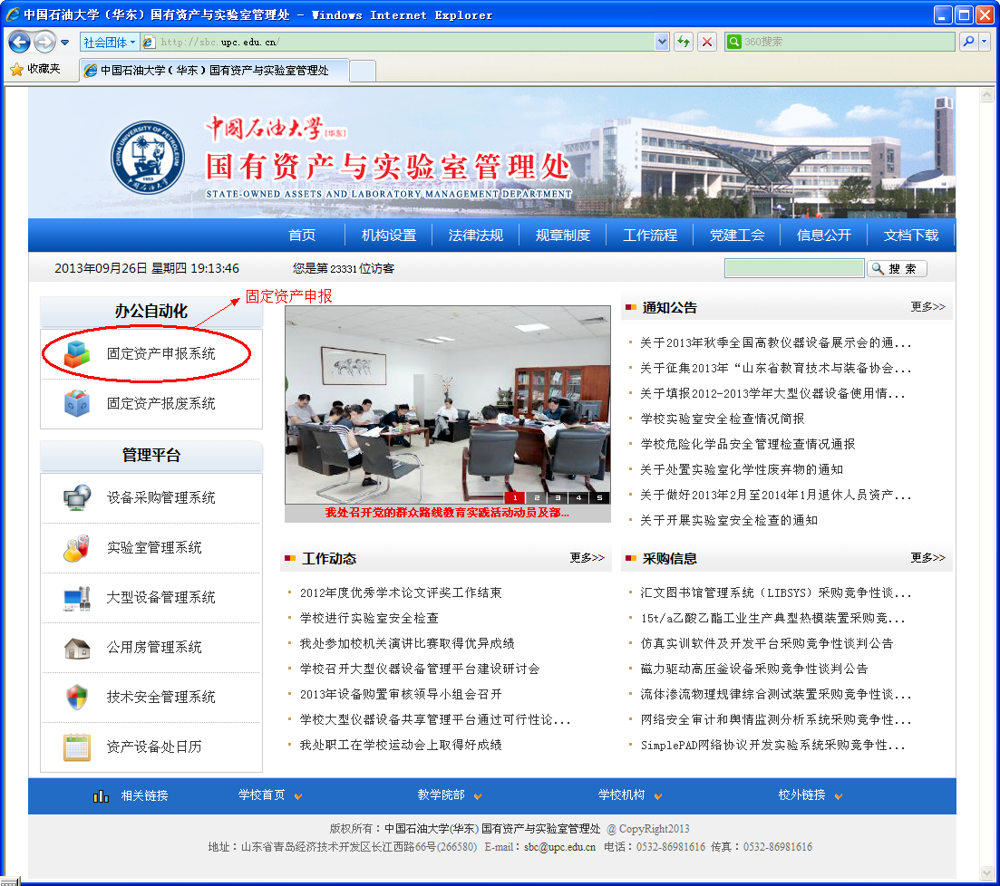 中国石油大学（华东）国有资产与实验室管理处 - Windows Internet Explorer
社会团体 http://sbc.upc.edu.cn/ 360搜索
收藏夹 中国石油大学（华东）国有资产与实验室管理处
CHINA UNIVERSITY OF PETROLEUM
1953
中国石油大学(华东)
国有资产与实验室管理处
STATE-OWNED ASSETS AND LABORATORY MANAGEMENT DEPARTMENT
首页 机构设置 法律法规 规章制度 工作流程 党建工会 信息公开 文档下载
2013年09月26日 星期四 19:13:46 您是第 23331 位访客 搜 索
固定资产申报
办公自动化
固定资产申报系统
固定资产报废系统
管理平台
设备采购管理系统
实验室管理系统
大型设备管理系统
公用房管理系统
技术安全管理系统
资产设备处日历
1 2 3 4 5
我处召开党的群众路线教育实践活动动员及部...
通知公告 更多>>
关于2013年秋季全国高教仪器设备展示会的通...
关于征集2013年“山东省教育技术与装备协会...
关于填报2012-2013学年大型仪器设备使用情...
学校实验室安全检查情况简报
学校危险化学品安全管理检查情况通报
关于处置实验室化学性废弃物的通知
关于做好2013年2月至2014年1月退休人员资产...
关于开展实验室安全检查的通知
工作动态 更多>>
2012年度优秀学术论文评奖工作结束
学校进行实验室安全检查
我处参加校机关演讲比赛取得优异成绩
学校召开大型仪器设备管理平台建设研讨会
2013年设备购置审核领导小组会召开
学校大型仪器设备共享管理平台通过可行性论...
我处职工在学校运动会上取得好成绩
采购信息 更多>>
汇文图书馆管理系统（LIBSYS）采购竞争性谈...
15t/a乙酸乙酯工业生产典型热模装置采购竞...
仿真实训软件及开发平台采购竞争性谈判公告
磁力驱动高压釜设备采购竞争性谈判公告
流体渗流物理规律综合测试装置采购竞争性谈...
网络安全审计和舆情监测分析系统采购竞争性...
SimplePAD网络协议开发实验系统采购竞争性...
相关链接 学校首页 教学院部 学校机构 校外链接
版权所有：中国石油大学(华东) 国有资产与实验室管理处 @ CopyRight2013
地址：山东省青岛经济技术开发区长江西路66号(266580) E-mail：sbc@upc.edu.cn 电话：0532-86981616 传真：0532-86981616